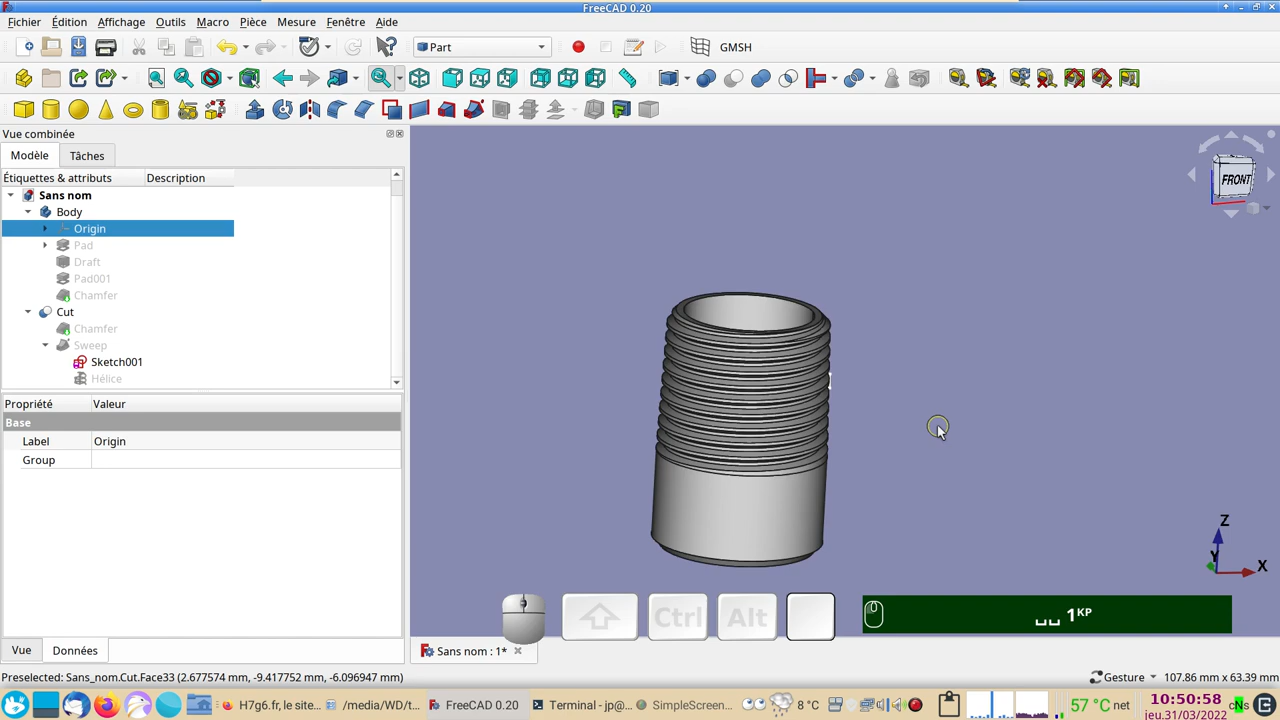 FreeCAD 0.20
Fichier Édition Affichage Outils Macro Pièce Mesure Fenêtre Aide
Part GMSH
Vue combinée
Modèle Tâches
Étiquettes & attributs Description
Sans nom
Body
Origin
Pad
Draft
Pad001
Chamfer
Cut
Chamfer
Sweep
Sketch001
Hélice
Propriété Valeur
Base
Label Origin
Group
Vue Données
FRONT
Z
Y
X
Ctrl Alt
1KP
Sans nom : 1*
Preselected: Sans_nom.Cut.Face33 (2.677574 mm, -9.417752 mm, -6.096947 mm)
Gesture 107.86 mm x 63.39 mm
H7g6.fr, le site... /media/WD/t... FreeCAD 0.20 Terminal - jp@... SimpleScreen... 8 °C 57 °C net 10:50:58
jeu.31/03/2022